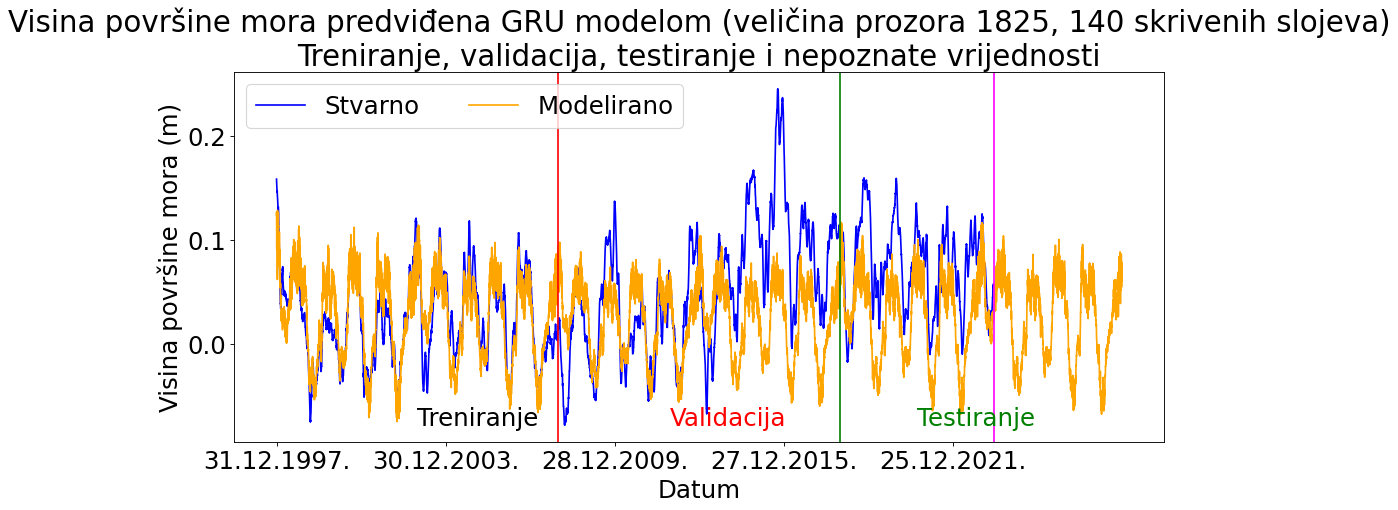 Visina površine mora predviđena GRU modelom (veličina prozora 1825, 140 skrivenih slojeva)
Treniranje, validacija, testiranje i nepoznate vrijednosti
Stvarno
Modelirano
Visina površine mora (m)
0.2
0.1
0.0
Treniranje
Validacija
Testiranje
31.12.1997.
30.12.2003.
28.12.2009.
27.12.2015.
25.12.2021.
Datum